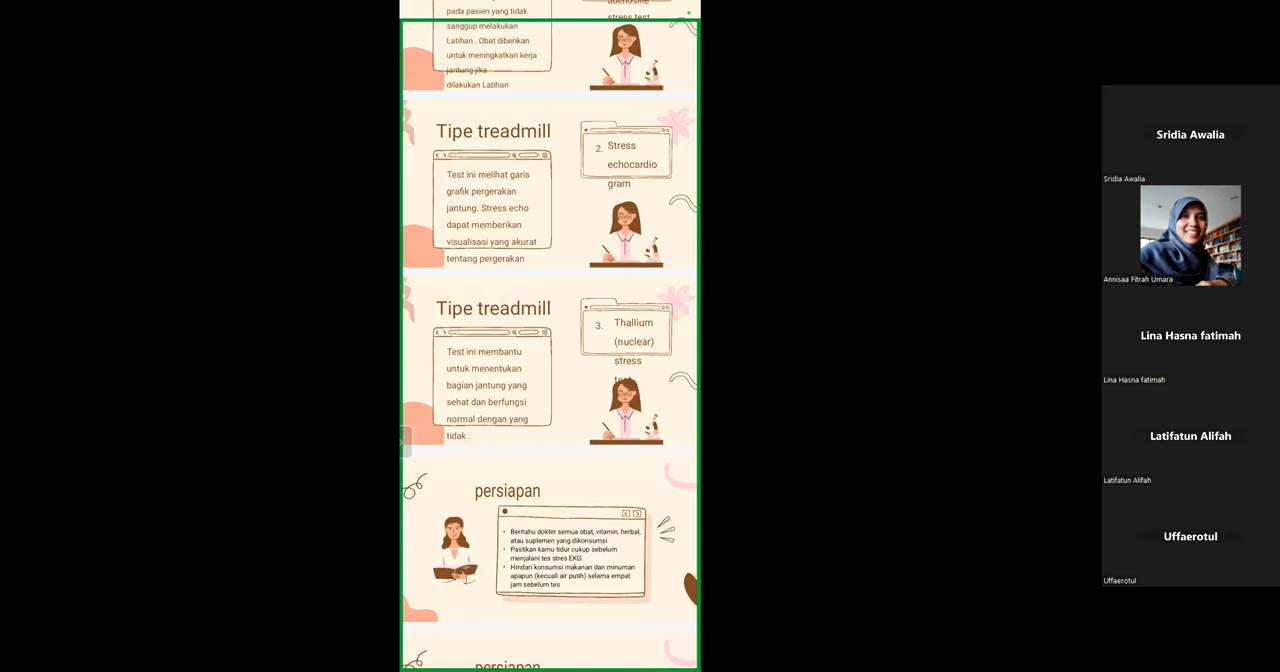 pada pasien yang tidak
sanggup melakukan
Latihan . Obat diberikan
untuk meningkatkan kerja
jantung jika
dilakukan Latihan
adenosine
stress test
Tipe treadmill
Test ini melihat garis
grafik pergerakan
jantung. Stress echo
dapat memberikan
visualisasi yang akurat
tentang pergerakan
2. Stress
echocardio
gram
Tipe treadmill
Test ini membantu
untuk menentukan
bagian jantung yang
sehat dan berfungsi
normal dengan yang
tidak .
3. Thallium
(nuclear)
stress
persiapan
• Beritahu dokter semua obat, vitamin, herbal,
atau suplemen yang dikonsumsi
• Pastikan kamu tidur cukup sebelum
menjalani tes stres EKG.
• Hindari konsumsi makanan dan minuman
apapun (kecuali air putih) selama empat
jam sebelum tes
persiapan
Sridia Awalia
Sridia Awalia
Annisaa Fitrah Umara
Lina Hasna fatimah
Lina Hasna fatimah
Latifatun Alifah
Latifatun Alifah
Uffaerotul
Uffaerotul